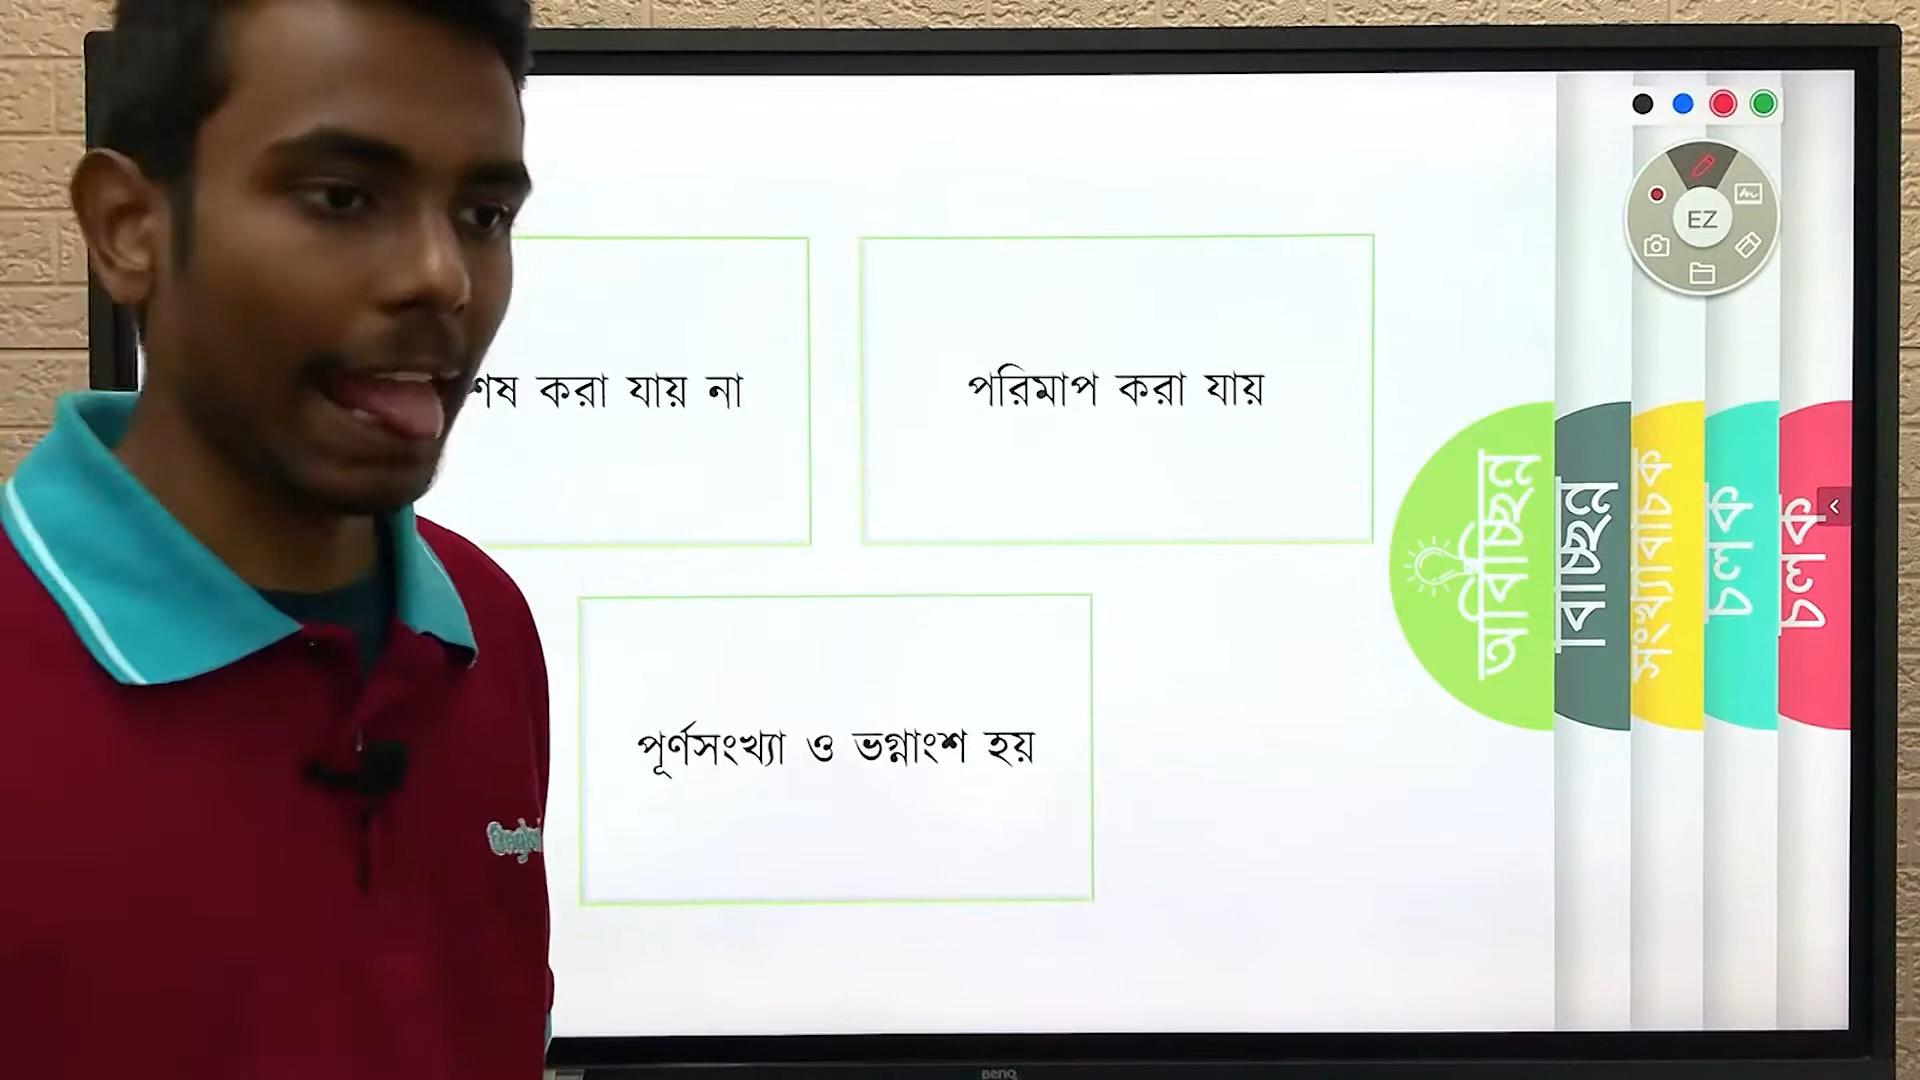 করা যায় না
পরিমাপ করা যায়
পূর্ণসংখ্যা ও ভগ্নাংশ হয়
অবিচ্ছিন্ন
বিচ্ছিন্ন
সংখ্যাবাচক
চলক
চলক
EZ
BenQ